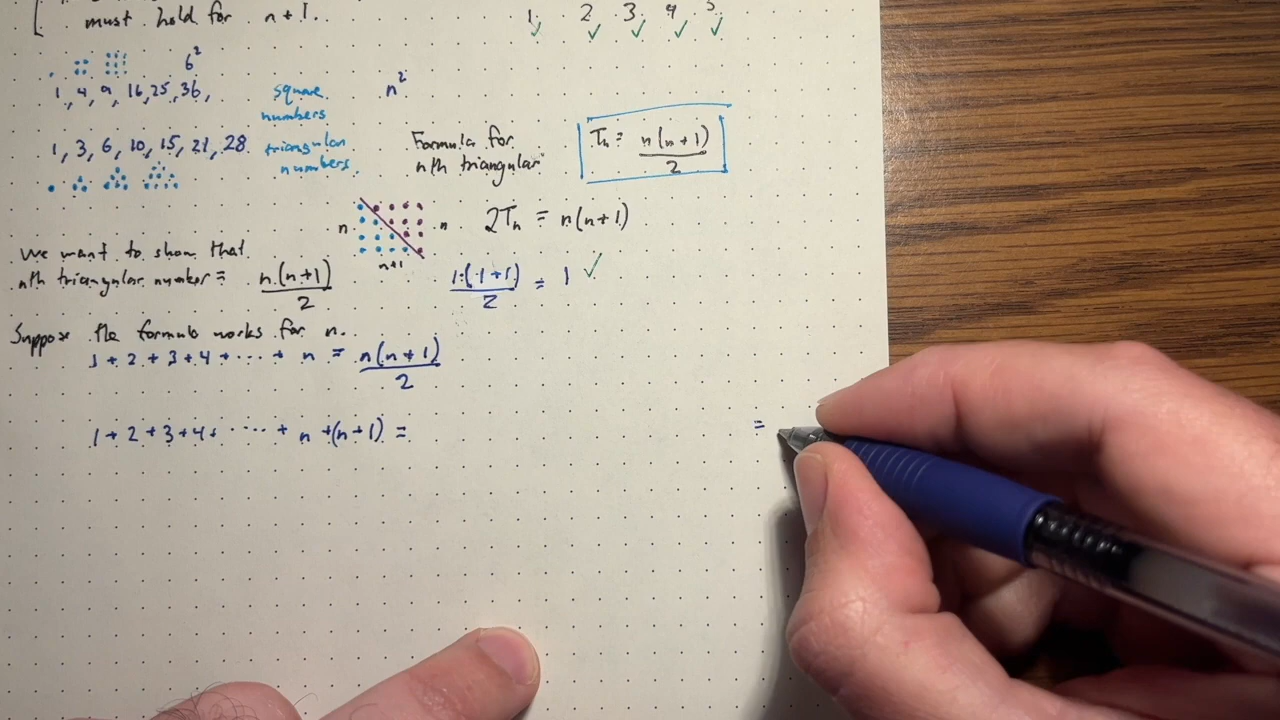 must hold for n+1.
1 2 3 4 5
✓ ✓ ✓ ✓ ✓
6²
1, 4, 9, 16, 25, 36, square numbers n²
1, 3, 6, 10, 15, 21, 28 triangular numbers.
Formula for nth triangular Tₙ = n(n+1)/2
n n 2Tₙ = n(n+1)
n+1
We want to show that
nth triangular number = n(n+1)/2 1·(1+1)/2 = 1 ✓
Suppose the formula works for n.
1 + 2 + 3 + 4 + ··· + n = n(n+1)/2
1 + 2 + 3 + 4 + ···· + n + (n+1) = =